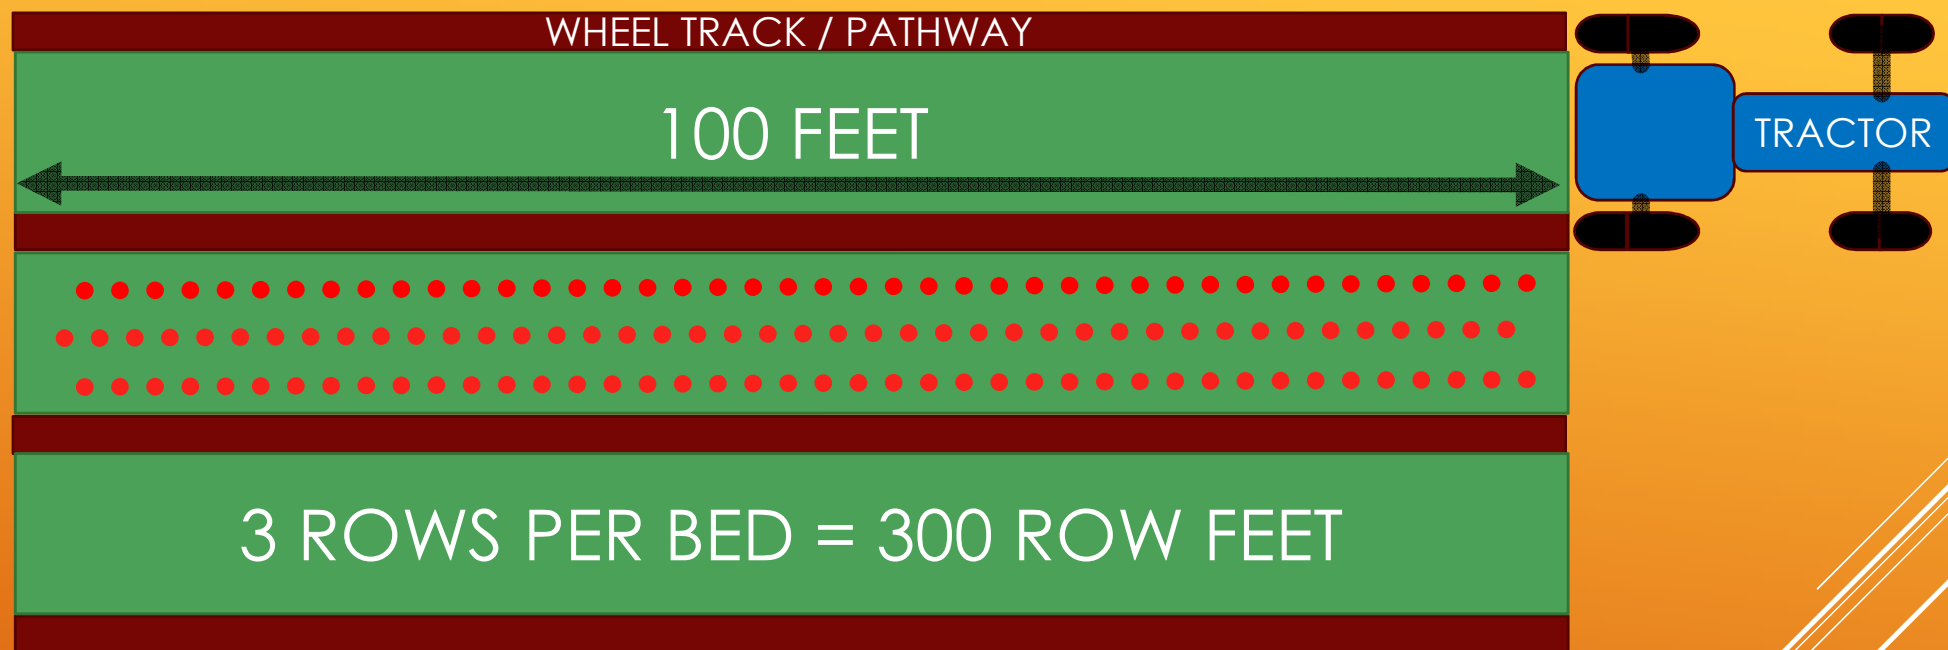 WHEEL TRACK / PATHWAY
100 FEET
TRACTOR
3 ROWS PER BED = 300 ROW FEET